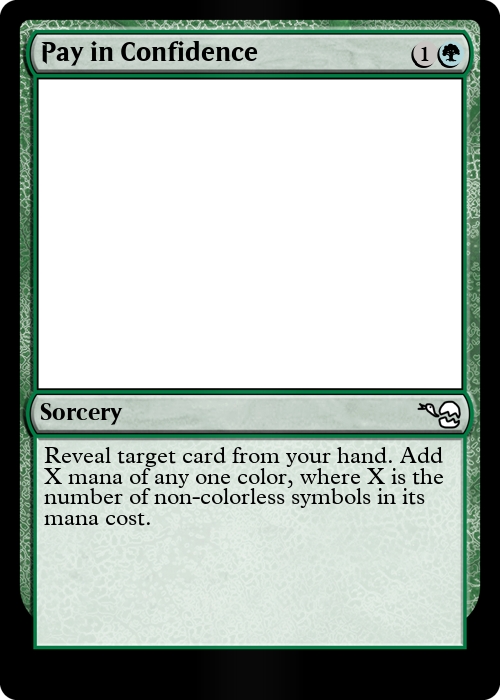 Pay in Confidence 1
Sorcery
Reveal target card from your hand. Add
X mana of any one color, where X is the
number of non-colorless symbols in its
mana cost.